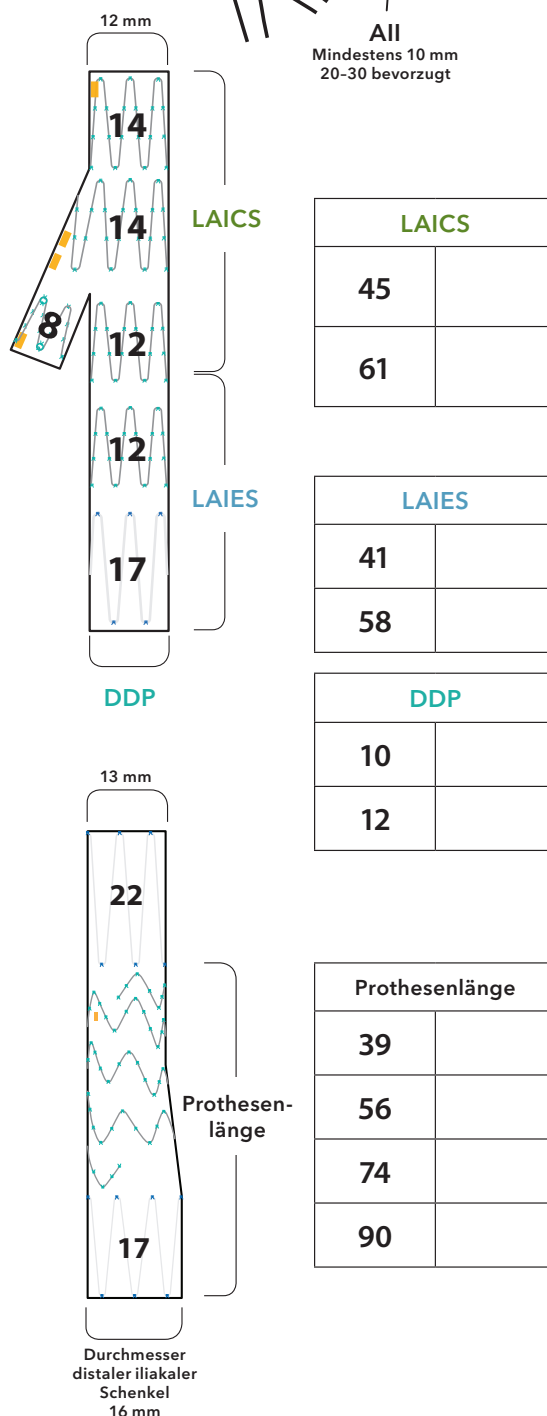 12 mm
AII
Mindestens 10 mm
20–30 bevorzugt
14
14
8
12
12
17
LAICS
LAIES
DDP
LAICS
45
61
LAIES
41
58
DDP
10
12
13 mm
22
17
Prothesen-
länge
Durchmesser
distaler iliakaler
Schenkel
16 mm
Prothesenlänge
39
56
74
90